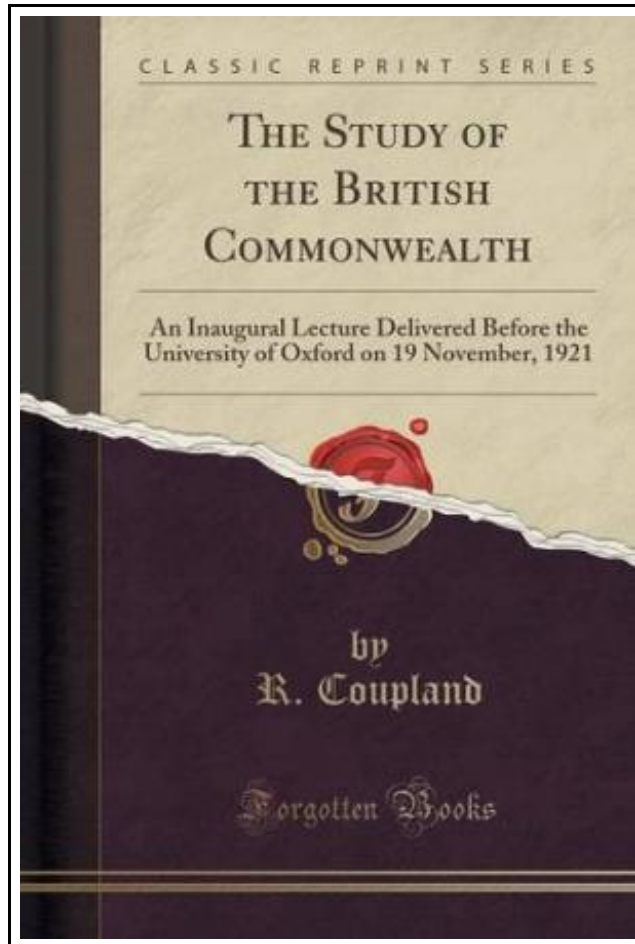 CLASSIC REPRINT SERIES
THE STUDY OF
THE BRITISH
COMMONWEALTH
An Inaugural Lecture Delivered Before the
University of Oxford on 19 November, 1921
by
R. Coupland
Forgotten Books